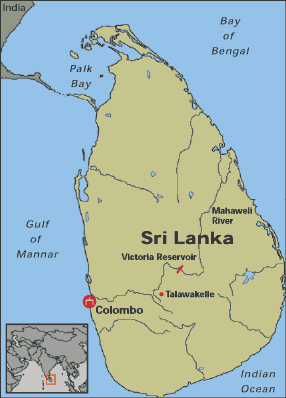 India
Bay
of
Bengal
Palk
Bay
Mahaweli
River
Gulf
of
Mannar
Sri Lanka
Victoria Reservoir
Talawakelle
Colombo
Indian
Ocean